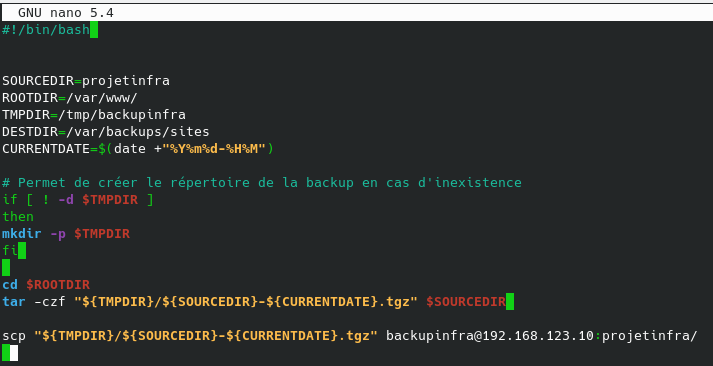 GNU nano 5.4
#!/bin/bash
SOURCEDIR=projetinfra
ROOTDIR=/var/www/
TMPDIR=/tmp/backupinfra
DESTDIR=/var/backups/sites
CURRENTDATE=$(date +"%Y%m%d-%H%M")
# Permet de créer le répertoire de la backup en cas d'inexistence
if [ ! -d $TMPDIR ]
then
mkdir -p $TMPDIR
fi
cd $ROOTDIR
tar -czf "${TMPDIR}/${SOURCEDIR}-${CURRENTDATE}.tgz" $SOURCEDIR
scp "${TMPDIR}/${SOURCEDIR}-${CURRENTDATE}.tgz" backupinfra@192.168.123.10:projetinfra/